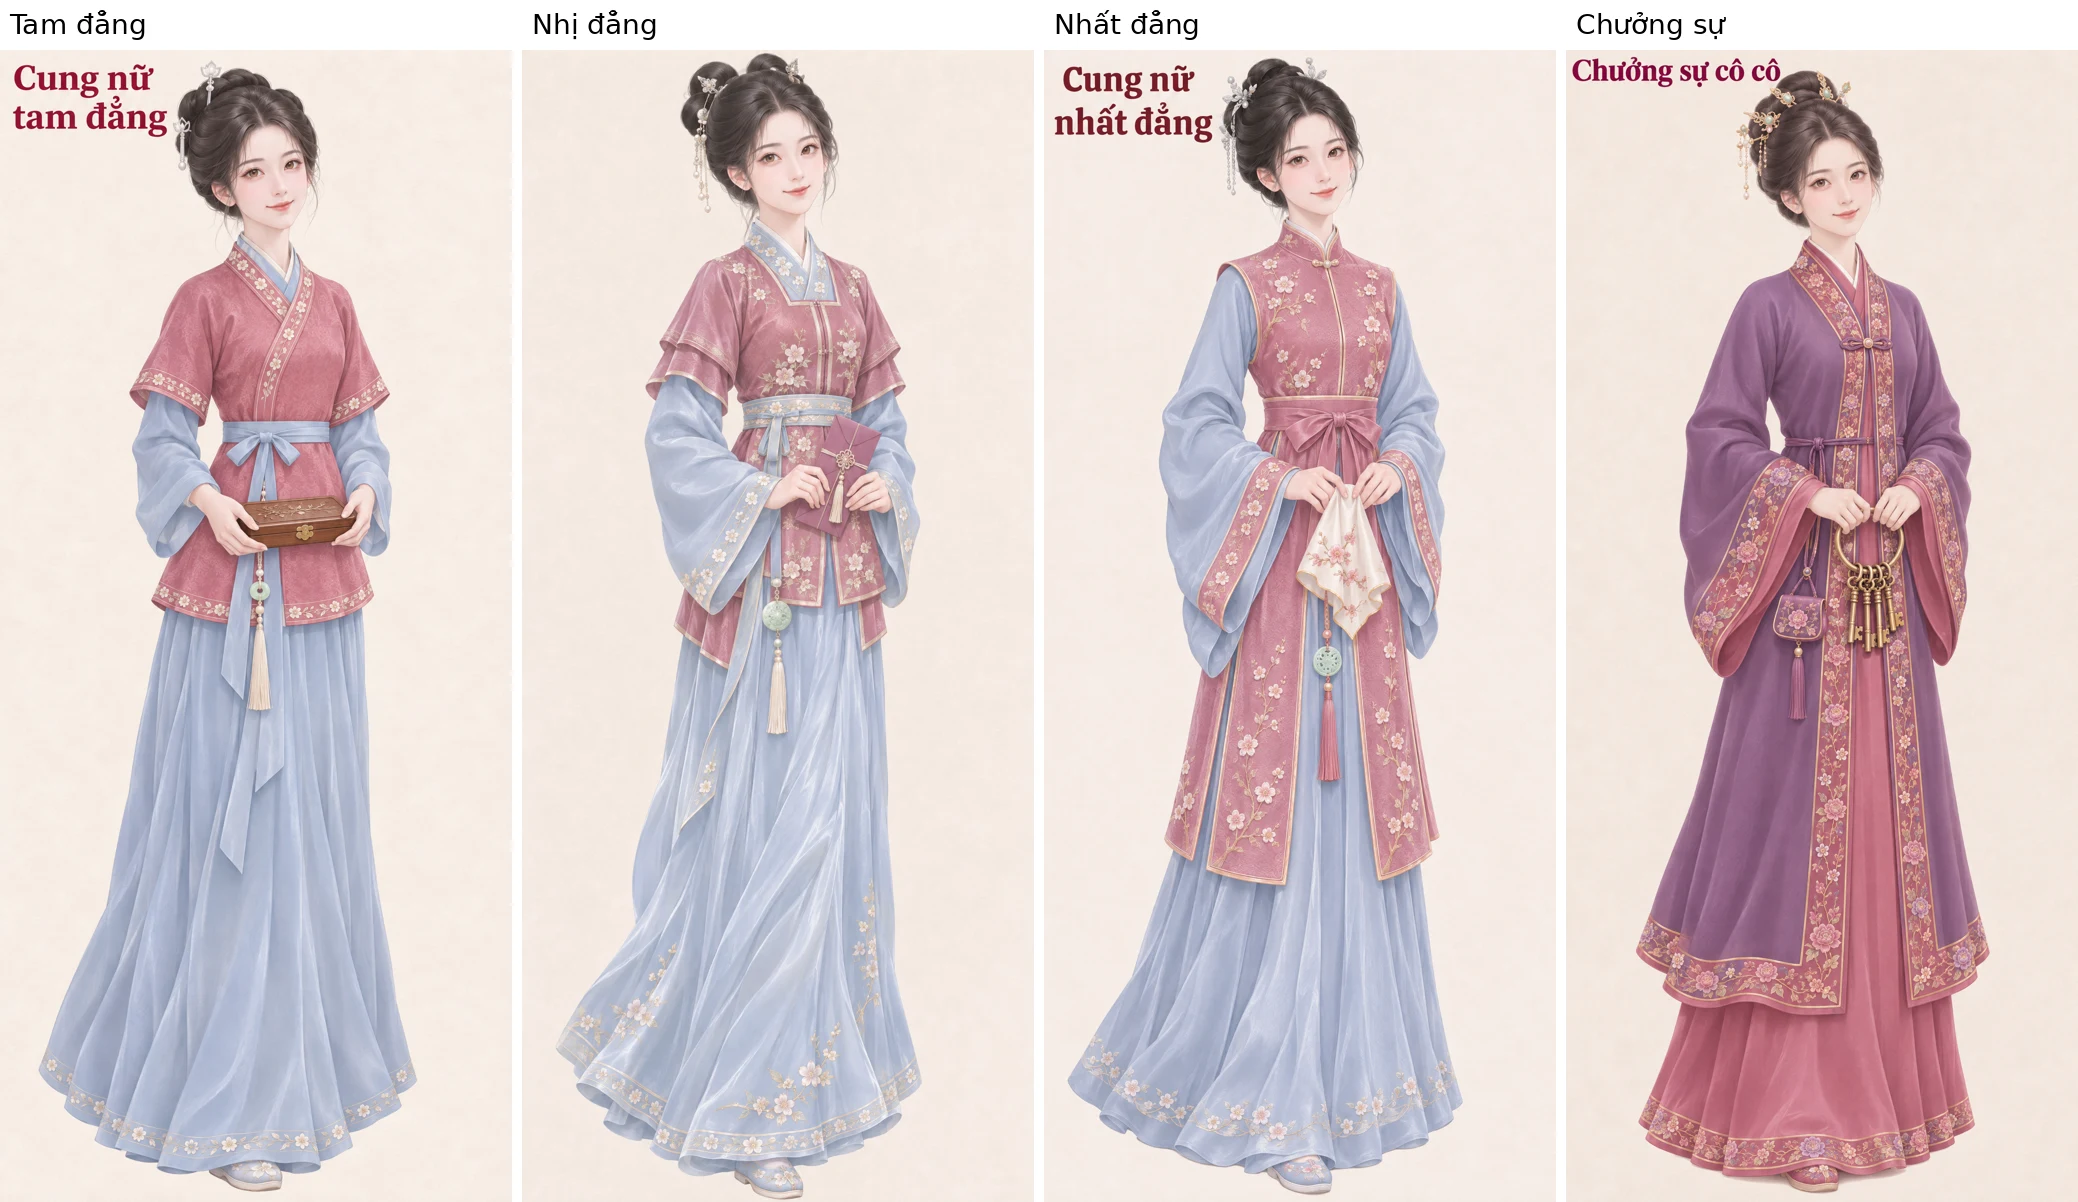 Tam đẳng
Nhị đẳng
Nhất đẳng
Chưởng sự
Cung nữ
tam đẳng
Cung nữ
nhất đẳng
Chưởng sự cô cô